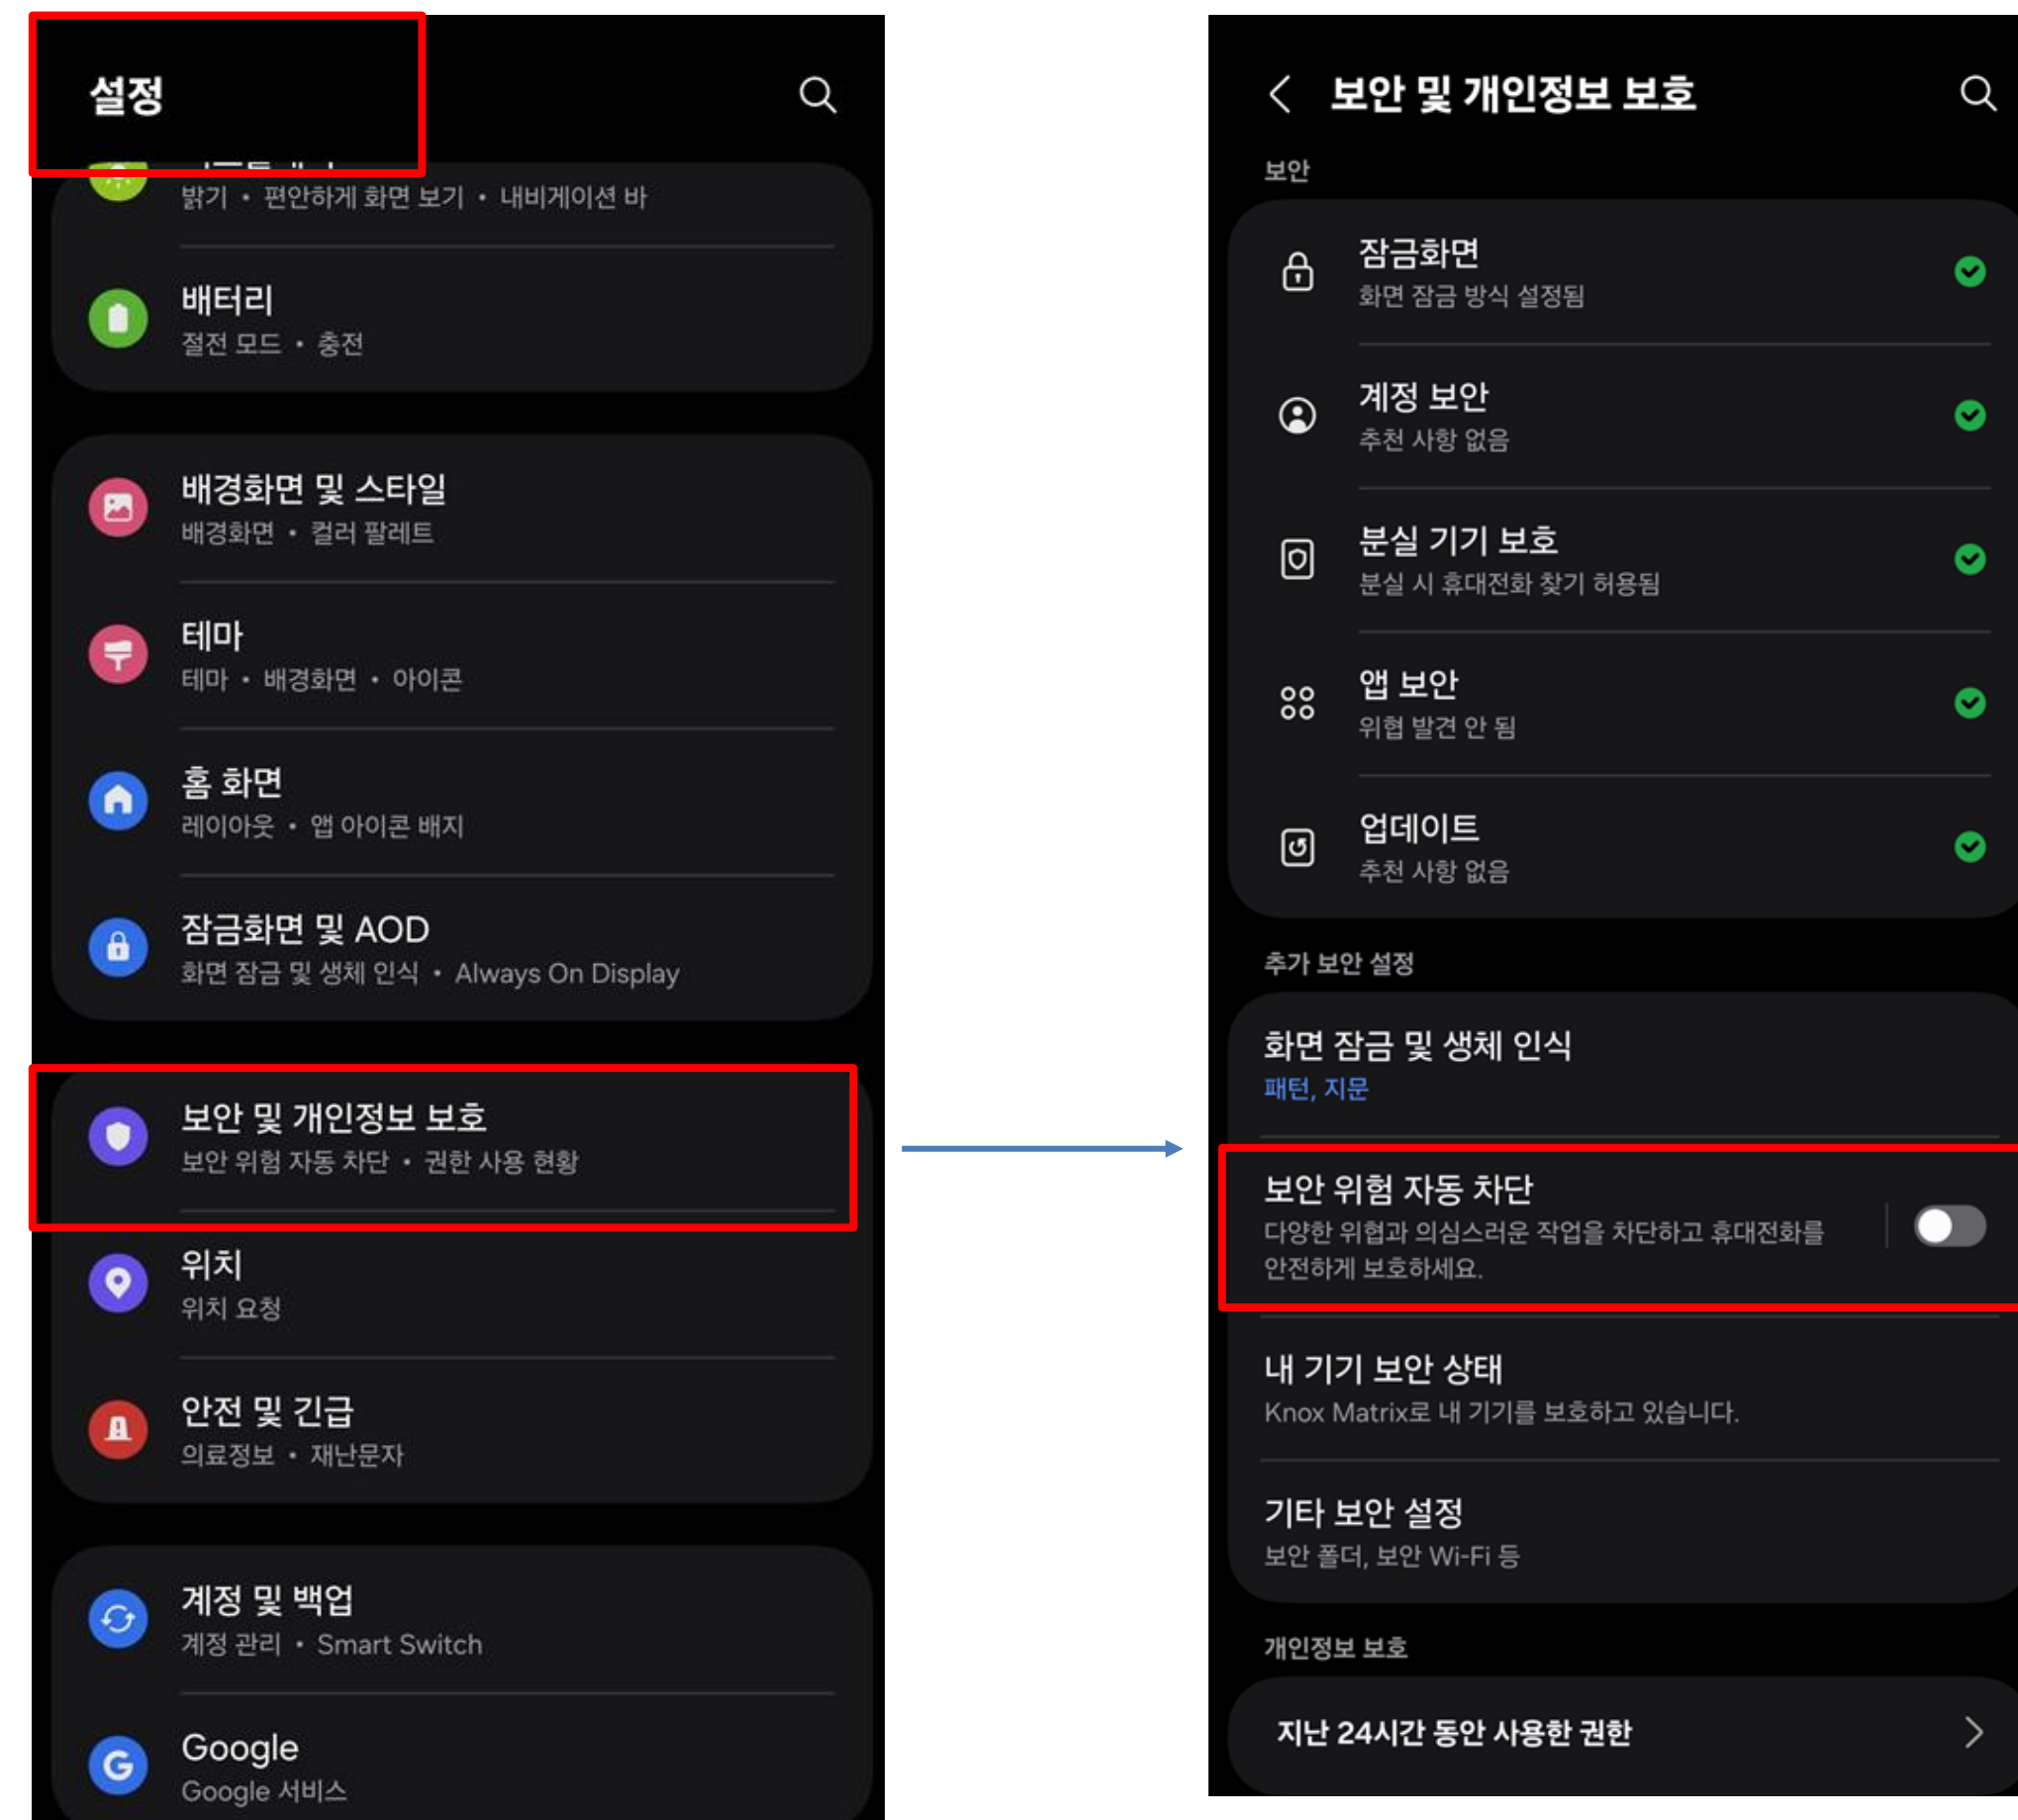 설정
밝기 • 편안하게 화면 보기 • 내비게이션 바
배터리
절전 모드 • 충전
배경화면 및 스타일
배경화면 • 컬러 팔레트
테마
테마 • 배경화면 • 아이콘
홈 화면
레이아웃 • 앱 아이콘 배지
잠금화면 및 AOD
화면 잠금 및 생체 인식 • Always On Display
보안 및 개인정보 보호
보안 위험 자동 차단 • 권한 사용 현황
위치
위치 요청
안전 및 긴급
의료정보 • 재난문자
계정 및 백업
계정 관리 • Smart Switch
Google
Google 서비스
보안 및 개인정보 보호
보안
잠금화면
화면 잠금 방식 설정됨
계정 보안
추천 사항 없음
분실 기기 보호
분실 시 휴대전화 찾기 허용됨
앱 보안
위협 발견 안 됨
업데이트
추천 사항 없음
추가 보안 설정
화면 잠금 및 생체 인식
패턴, 지문
보안 위험 자동 차단
다양한 위협과 의심스러운 작업을 차단하고 휴대전화를
안전하게 보호하세요.
내 기기 보안 상태
Knox Matrix로 내 기기를 보호하고 있습니다.
기타 보안 설정
보안 폴더, 보안 Wi-Fi 등
개인정보 보호
지난 24시간 동안 사용한 권한